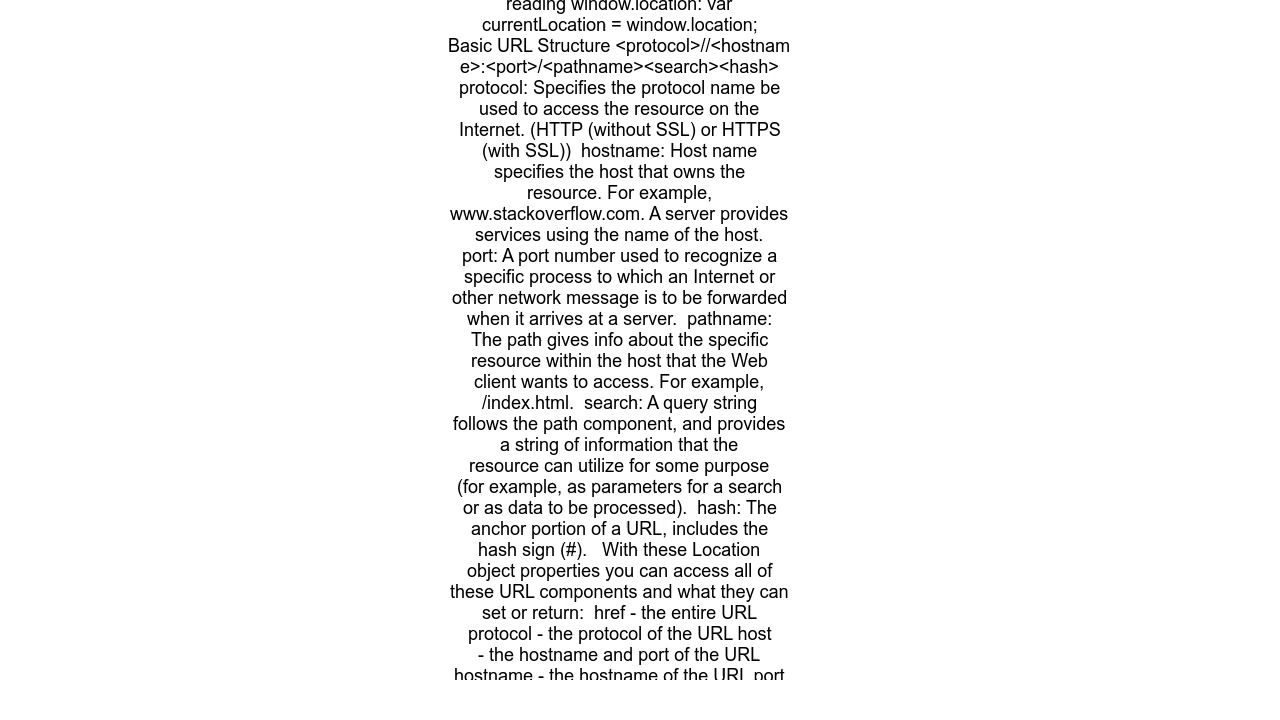 reading window.location: var
currentLocation = window.location;
Basic URL Structure <protocol>//<hostnam
e>:<port>/<pathname><search><hash>
protocol: Specifies the protocol name be
used to access the resource on the
Internet. (HTTP (without SSL) or HTTPS
(with SSL))  hostname: Host name
specifies the host that owns the
resource. For example,
www.stackoverflow.com. A server provides
services using the name of the host.
port: A port number used to recognize a
specific process to which an Internet or
other network message is to be forwarded
when it arrives at a server.  pathname:
The path gives info about the specific
resource within the host that the Web
client wants to access. For example,
/index.html.  search: A query string
follows the path component, and provides
a string of information that the
resource can utilize for some purpose
(for example, as parameters for a search
or as data to be processed).  hash: The
anchor portion of a URL, includes the
hash sign (#).   With these Location
object properties you can access all of
these URL components and what they can
set or return:  href - the entire URL
protocol - the protocol of the URL host
- the hostname and port of the URL
hostname - the hostname of the URL port